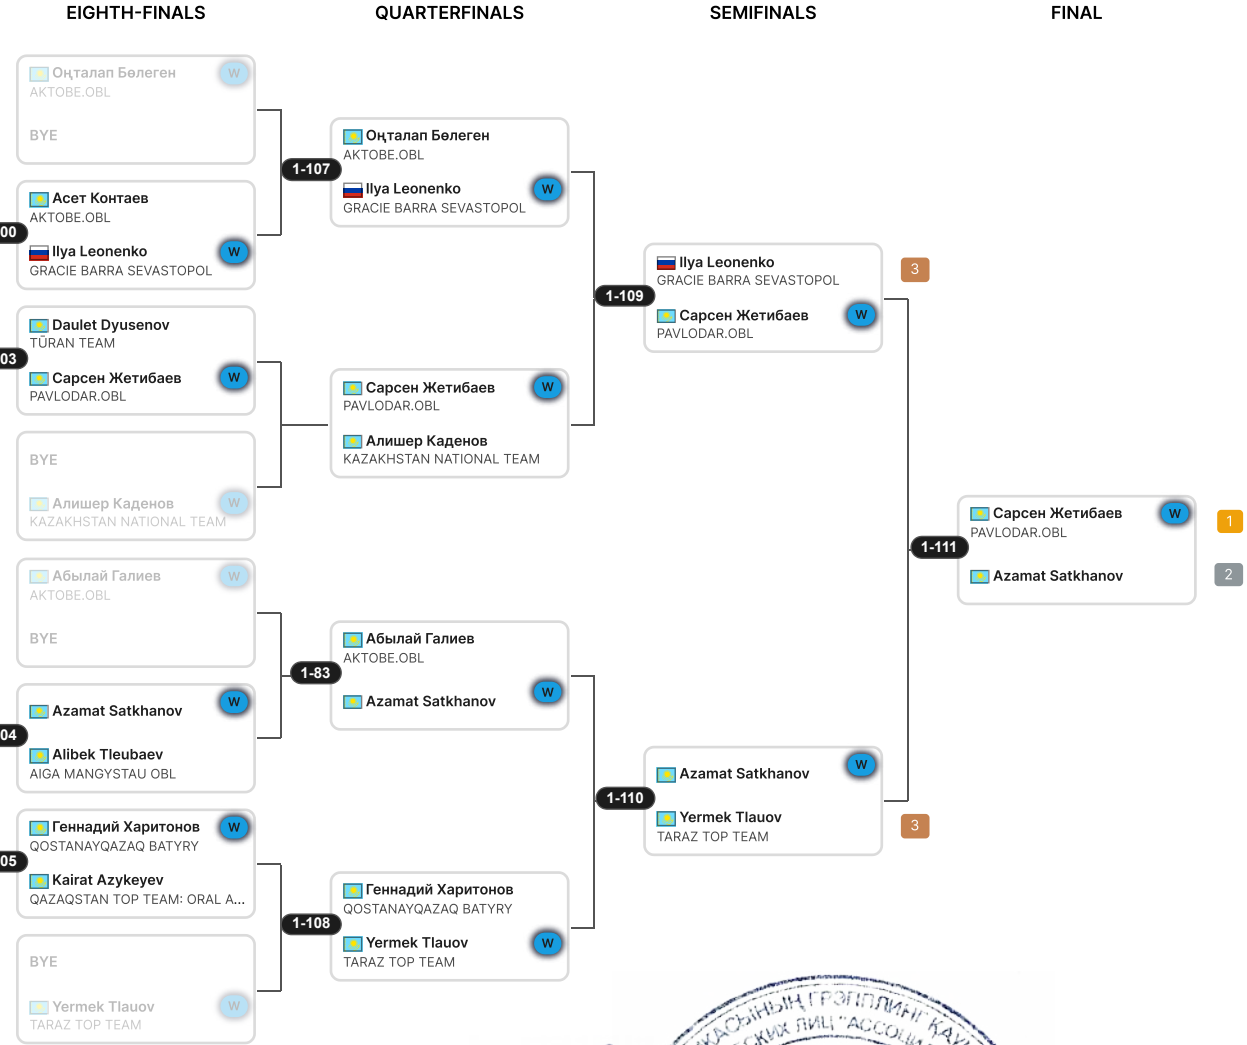 EIGHTH-FINALS
QUARTERFINALS
SEMIFINALS
FINAL
Оңталап Бөлеген
W
AKTOBE.OBL
BYE
00
Асет Контаев
AKTOBE.OBL
Ilya Leonenko
W
GRACIE BARRA SEVASTOPOL
03
Daulet Dyusenov
TŪRAN TEAM
Сарсен Жетибаев
W
PAVLODAR.OBL
BYE
Алишер Каденов
W
KAZAKHSTAN NATIONAL TEAM
Абылай Галиев
W
AKTOBE.OBL
BYE
04
Azamat Satkhanov
W
Alibek Tleubaev
AIGA MANGYSTAU OBL
05
Геннадий Харитонов
W
QOSTANAYQAZAQ BATYRY
Kairat Azykeyev
QAZAQSTAN TOP TEAM: ORAL A...
BYE
Yermek Tlauov
W
TARAZ TOP TEAM
1-107
Оңталап Бөлеген
AKTOBE.OBL
Ilya Leonenko
W
GRACIE BARRA SEVASTOPOL
Сарсен Жетибаев
W
PAVLODAR.OBL
Алишер Каденов
KAZAKHSTAN NATIONAL TEAM
1-83
Абылай Галиев
AKTOBE.OBL
Azamat Satkhanov
W
1-108
Геннадий Харитонов
QOSTANAYQAZAQ BATYRY
Yermek Tlauov
W
TARAZ TOP TEAM
1-109
Ilya Leonenko
GRACIE BARRA SEVASTOPOL
3
Сарсен Жетибаев
W
PAVLODAR.OBL
1-110
Azamat Satkhanov
W
Yermek Tlauov
TARAZ TOP TEAM
3
1-111
Сарсен Жетибаев
W
PAVLODAR.OBL
1
Azamat Satkhanov
2
ГРЭППЛИНГ
ЛИЦ "АССОЦИ